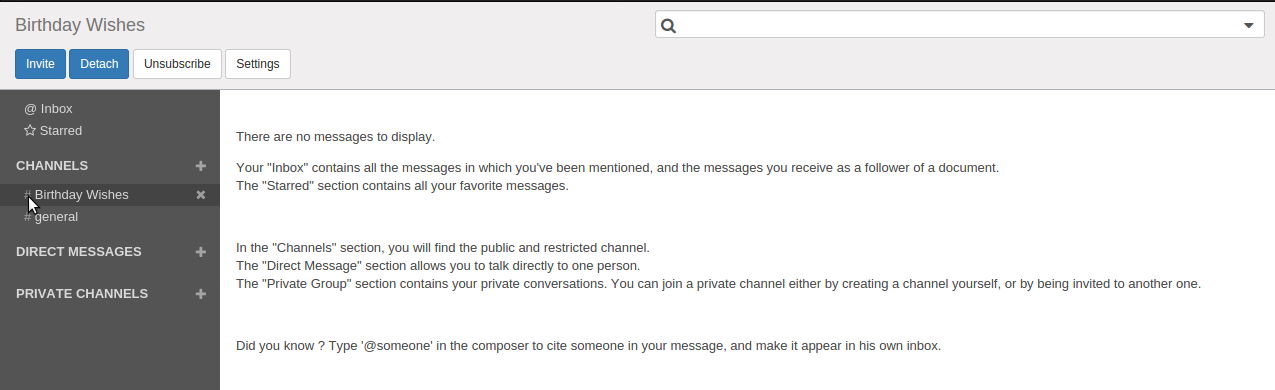 Birthday Wishes
Invite
Detach
Unsubscribe
Settings
@ Inbox
Starred
CHANNELS
# Birthday Wishes
# general
DIRECT MESSAGES
PRIVATE CHANNELS
There are no messages to display.
Your "Inbox" contains all the messages in which you've been mentioned, and the messages you receive as a follower of a document.
The "Starred" section contains all your favorite messages.
In the "Channels" section, you will find the public and restricted channel.
The "Direct Message" section allows you to talk directly to one person.
The "Private Group" section contains your private conversations. You can join a private channel either by creating a channel yourself, or by being invited to another one.
Did you know ? Type '@someone' in the composer to cite someone in your message, and make it appear in his own inbox.